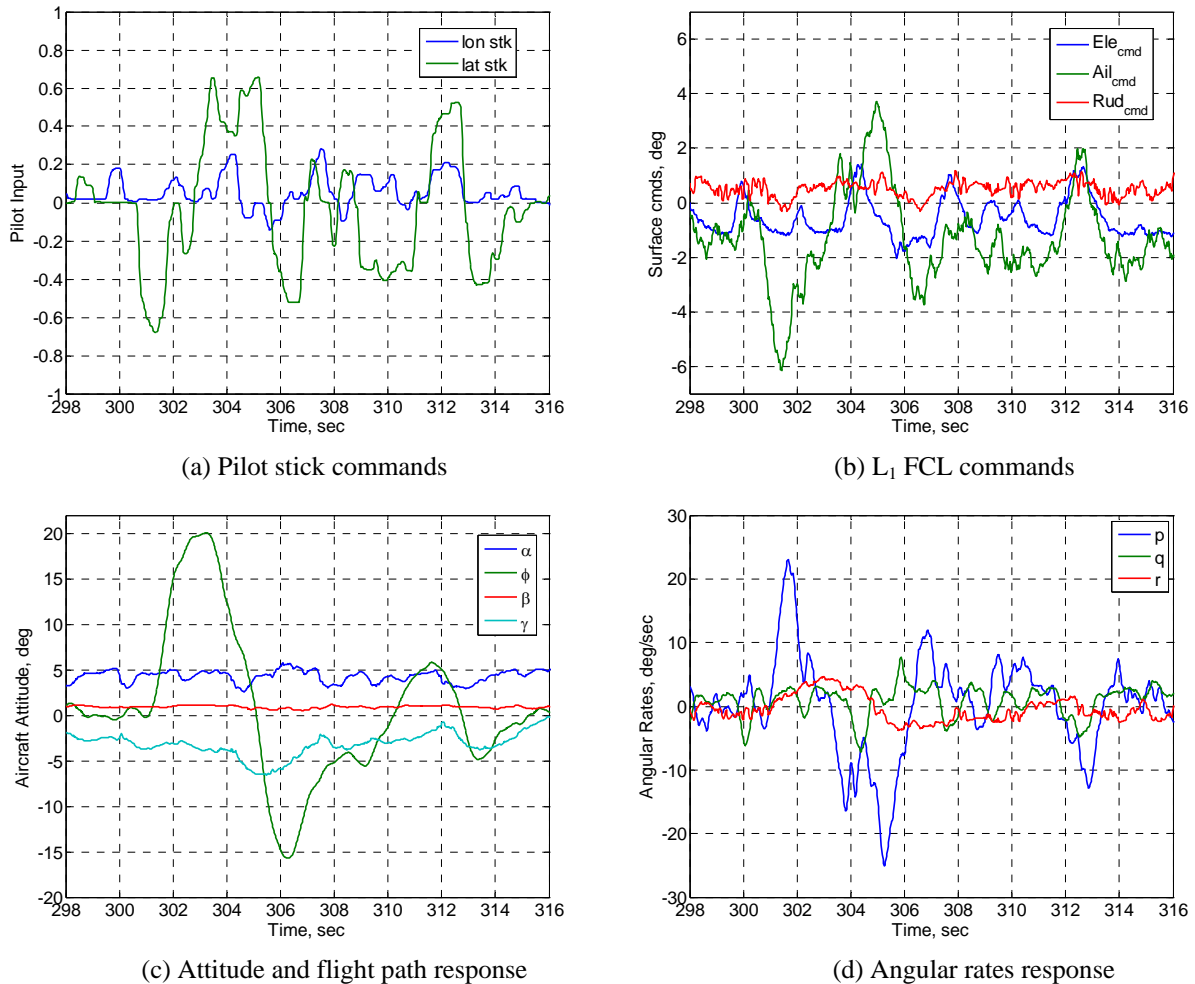 1
0.8
0.6
0.4
0.2
0
-0.2
-0.4
-0.6
-0.8
-1
Pilot Input
lon stk
lat stk
298 300 302 304 305 308 310 312 314 316
Time, sec
(a) Pilot stick commands
6
4
2
0
-2
-4
-6
Surface cmds, deg
Ele_cmd
Ail_cmd
Rud_cmd
298 300 302 304 306 308 310 312 314 316
Time, sec
(b) L₁ FCL commands
20
15
10
5
0
-5
-10
-15
-20
Aircraft Attitude, deg
α
φ
β
γ
298 300 302 304 306 308 310 312 314 316
Time, sec
(c) Attitude and flight path response
30
20
10
0
-10
-20
-30
Angular Rates, deg/sec
p
q
r
298 300 302 304 306 308 310 312 314 316
Time, sec
(d) Angular rates response